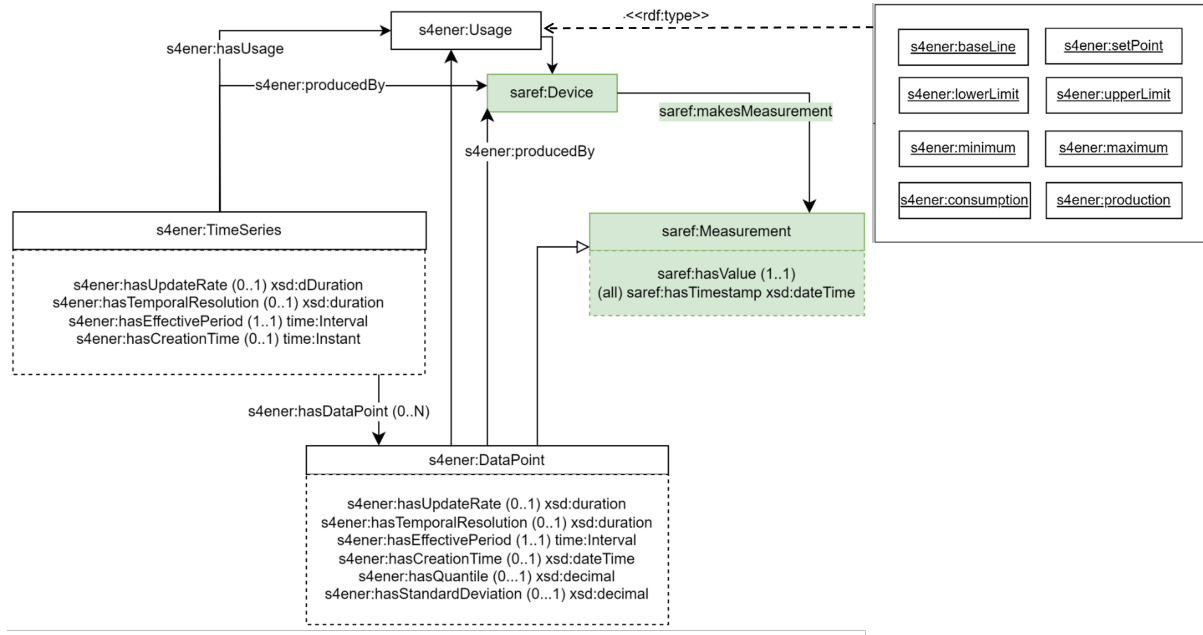 .<<rdf:type>>
s4ener:Usage
s4ener:hasUsage
s4ener:baseLine
s4ener:setPoint
s4ener:producedBy
saref:Device
s4ener:lowerLimit
s4ener:upperLimit
saref:makesMeasurement
s4ener:producedBy
s4ener:minimum
s4ener:maximum
s4ener:consumption
s4ener:production
s4ener:TimeSeries
s4ener:hasUpdateRate (0..1) xsd:dDuration
s4ener:hasTemporalResolution (0..1) xsd:duration
s4ener:hasEffectivePeriod (1..1) time:Interval
s4ener:hasCreationTime (0..1) time:Instant
saref:Measurement
saref:hasValue (1..1)
(all) saref:hasTimestamp xsd:dateTime
s4ener:hasDataPoint (0..N)
s4ener:DataPoint
s4ener:hasUpdateRate (0..1) xsd:duration
s4ener:hasTemporalResolution (0..1) xsd:duration
s4ener:hasEffectivePeriod (1..1) time:Interval
s4ener:hasCreationTime (0..1) xsd:dateTime
s4ener:hasQuantile (0...1) xsd:decimal
s4ener:hasStandardDeviation (0...1) xsd:decimal